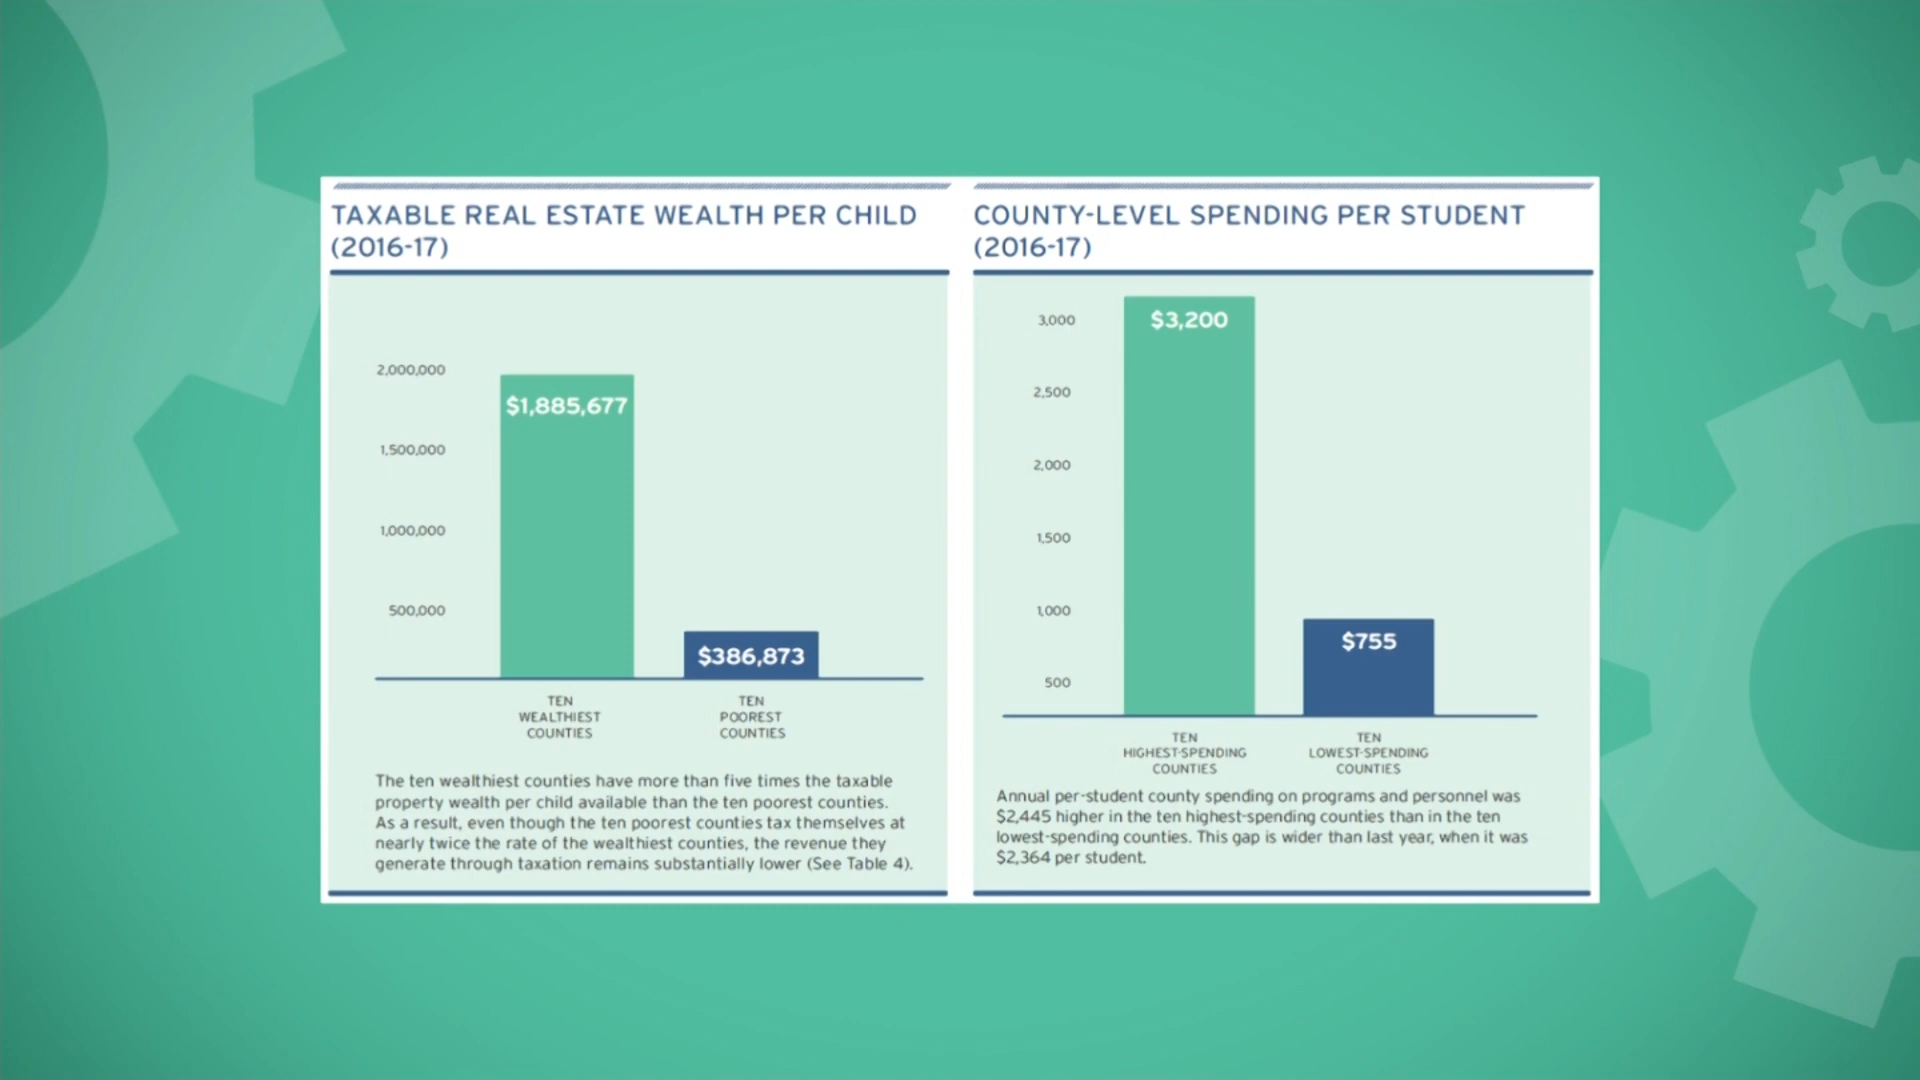 TAXABLE REAL ESTATE WEALTH PER CHILD
(2016-17)
2,000,000
1,500,000
1,000,000
500,000
$1,885,677
$386,873
TEN
WEALTHIEST
COUNTIES
TEN
POOREST
COUNTIES
The ten wealthiest counties have more than five times the taxable
property wealth per child available than the ten poorest counties.
As a result, even though the ten poorest counties tax themselves at
nearly twice the rate of the wealthiest counties, the revenue they
generate through taxation remains substantially lower (See Table 4).
COUNTY-LEVEL SPENDING PER STUDENT
(2016-17)
3,000
2,500
2,000
1,500
1,000
500
$3,200
$755
TEN
HIGHEST-SPENDING
COUNTIES
TEN
LOWEST-SPENDING
COUNTIES
Annual per-student county spending on programs and personnel was
$2,445 higher in the ten highest-spending counties than in the ten
lowest-spending counties. This gap is wider than last year, when it was
$2,364 per student.